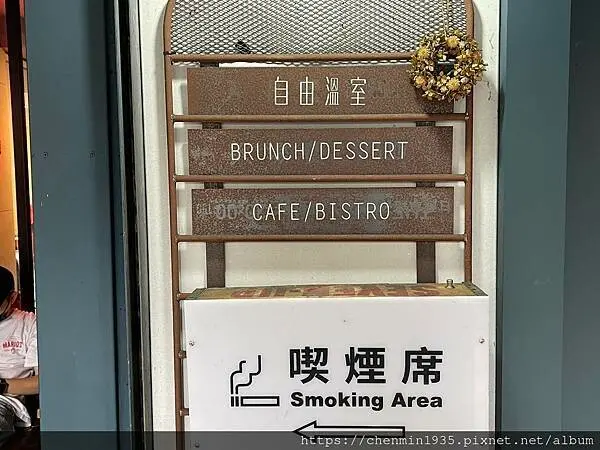 自由溫室
BRUNCH/DESSERT
CAFE/BISTRO
喫煙席
Smoking Area
https://chenmin1935.pixnet.net/album